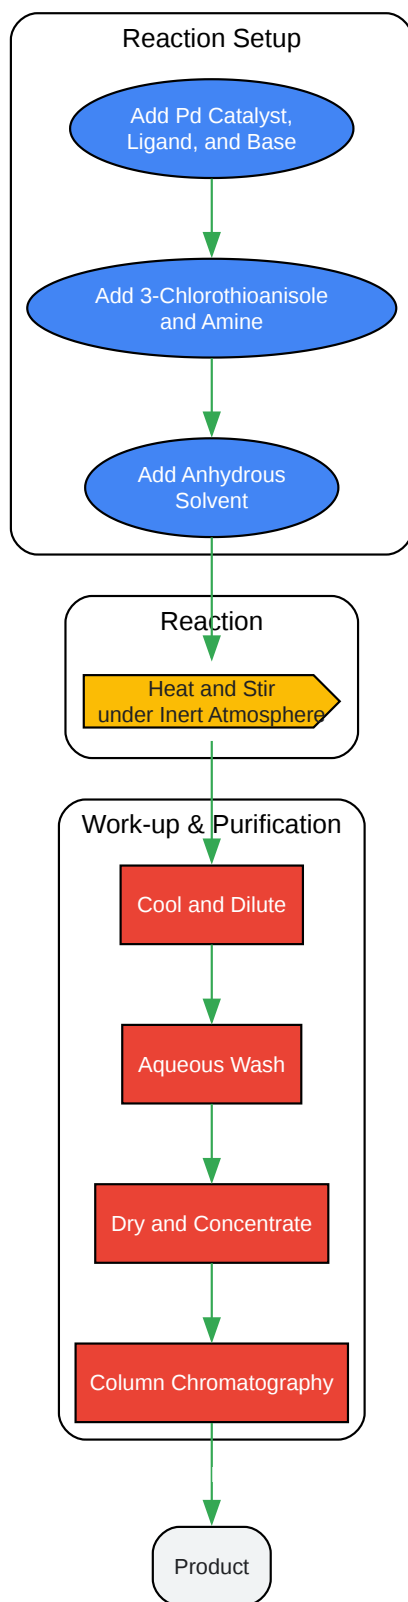 Reaction Setup
Add Pd Catalyst,
Ligand, and Base
Add 3-Chlorothioanisole
and Amine
Add Anhydrous
Solvent
Reaction
Heat and Stir
under Inert Atmosphere
Work-up & Purification
Cool and Dilute
Aqueous Wash
Dry and Concentrate
Column Chromatography
Product